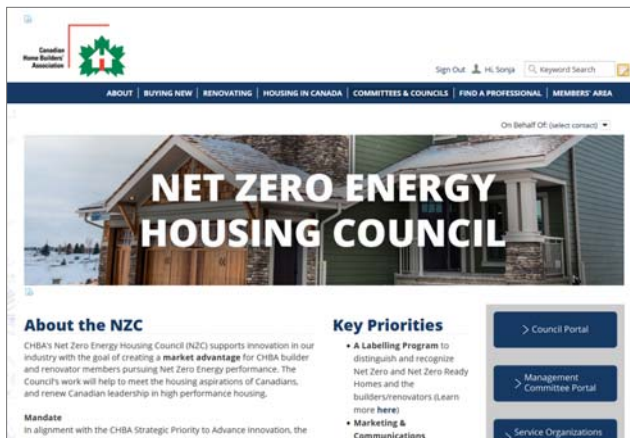 Canadian
Home Builders'
Association
Sign Out Hi, Sonja Keyword Search
ABOUT | BUYING NEW | RENOVATING | HOUSING IN CANADA | COMMITTEES & COUNCILS | FIND A PROFESSIONAL | MEMBERS' AREA
On Behalf Of: (select contact)
NET ZERO ENERGY
HOUSING COUNCIL
About the NZC
CHBA's Net Zero Energy Housing Council (NZC) supports innovation in our
industry with the goal of creating a market advantage for CHBA builder
and renovator members pursuing Net Zero Energy performance. The
Council's work will help to meet the housing aspirations of Canadians,
and renew Canadian leadership in high performance housing.
Mandate
In alignment with the CHBA Strategic Priority to Advance Innovation, the
Key Priorities
• A Labelling Program to
distinguish and recognize
Net Zero and Net Zero Ready
Homes and the
builders/renovators (Learn
more here)
• Marketing &
Communications
> Council Portal
> Management
Committee Portal
> Service Organizations